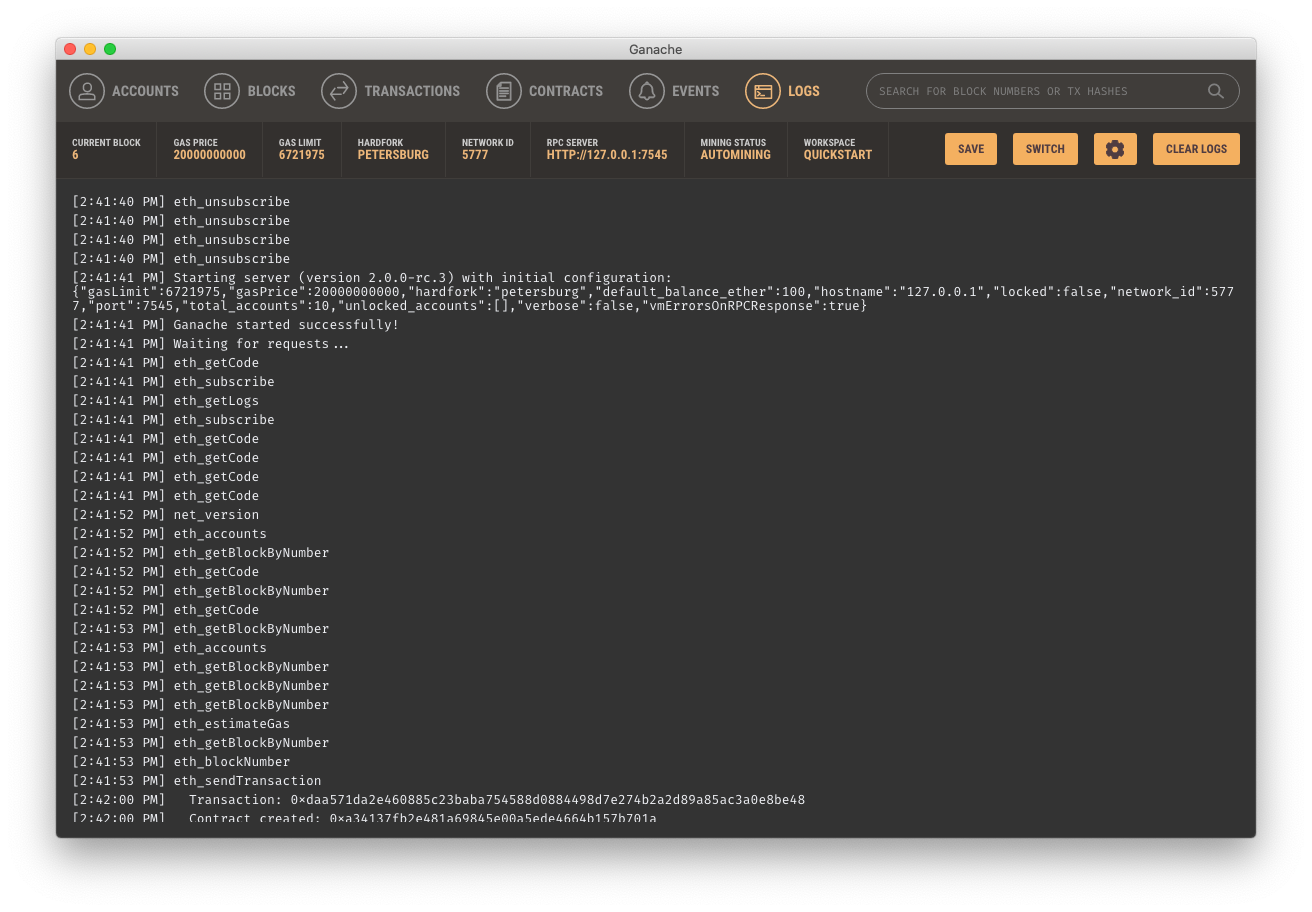 Ganache
ACCOUNTS BLOCKS TRANSACTIONS CONTRACTS EVENTS LOGS SEARCH FOR BLOCK NUMBERS OR TX HASHES
CURRENT BLOCK GAS PRICE GAS LIMIT HARDFORK NETWORK ID RPC SERVER MINING STATUS WORKSPACE
6 20000000000 6721975 PETERSBURG 5777 HTTP://127.0.0.1:7545 AUTOMINING QUICKSTART
SAVE SWITCH CLEAR LOGS
[2:41:40 PM] eth_unsubscribe
[2:41:40 PM] eth_unsubscribe
[2:41:40 PM] eth_unsubscribe
[2:41:40 PM] eth_unsubscribe
[2:41:41 PM] Starting server (version 2.0.0-rc.3) with initial configuration:
{"gasLimit":6721975,"gasPrice":20000000000,"hardfork":"petersburg","default_balance_ether":100,"hostname":"127.0.0.1","locked":false,"network_id":577
7,"port":7545,"total_accounts":10,"unlocked_accounts":[],"verbose":false,"vmErrorsOnRPCResponse":true}
[2:41:41 PM] Ganache started successfully!
[2:41:41 PM] Waiting for requests...
[2:41:41 PM] eth_getCode
[2:41:41 PM] eth_subscribe
[2:41:41 PM] eth_getLogs
[2:41:41 PM] eth_subscribe
[2:41:41 PM] eth_getCode
[2:41:41 PM] eth_getCode
[2:41:41 PM] eth_getCode
[2:41:41 PM] eth_getCode
[2:41:52 PM] net_version
[2:41:52 PM] eth_accounts
[2:41:52 PM] eth_getBlockByNumber
[2:41:52 PM] eth_getCode
[2:41:52 PM] eth_getBlockByNumber
[2:41:52 PM] eth_getCode
[2:41:53 PM] eth_getBlockByNumber
[2:41:53 PM] eth_accounts
[2:41:53 PM] eth_getBlockByNumber
[2:41:53 PM] eth_getBlockByNumber
[2:41:53 PM] eth_getBlockByNumber
[2:41:53 PM] eth_estimateGas
[2:41:53 PM] eth_getBlockByNumber
[2:41:53 PM] eth_blockNumber
[2:41:53 PM] eth_sendTransaction
[2:42:00 PM] Transaction: 0xdaa571da2e460885c23baba754588d0884498d7e274b2a2d89a85ac3a0e8be48
[2:42:00 PM] Contract created: 0xa34137fb2e481a69845e00a5ede4664b157b701a